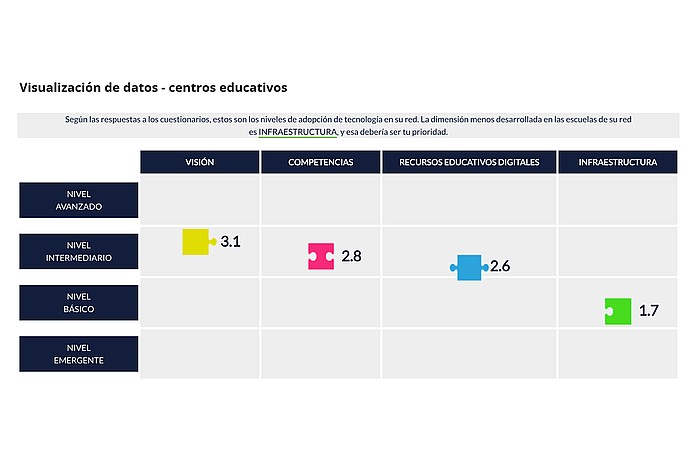 Visualización de datos - centros educativos
Según las respuestas a los cuestionarios, estos son los niveles de adopción de tecnología en su red. La dimensión menos desarrollada en las escuelas de su red
es INFRAESTRUCTURA, y esa debería ser tu prioridad.
VISIÓN
COMPETENCIAS
RECURSOS EDUCATIVOS DIGITALES
INFRAESTRUCTURA
NIVEL
AVANZADO
NIVEL
INTERMEDIARIO
3.1
2.8
2.6
NIVEL
BÁSICO
1.7
NIVEL
EMERGENTE